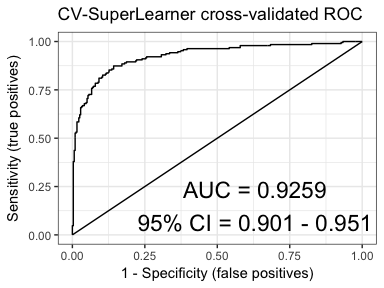 CV-SuperLearner cross-validated ROC
Sensitivity (true positives)
1.00
0.75
0.50
0.25
0.00
AUC = 0.9259
95% CI = 0.901 - 0.951
0.00 0.25 0.50 0.75 1.00
1 - Specificity (false positives)